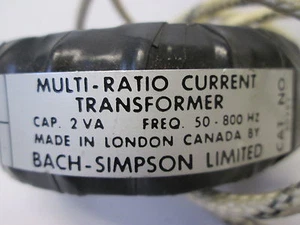 MULTI-RATIO CURRENT
TRANSFORMER
CAP. 2 VA FREQ. 50-800 HZ
MADE IN LONDON CANADA BY
BACH-SIMPSON LIMITED
CAT. NO